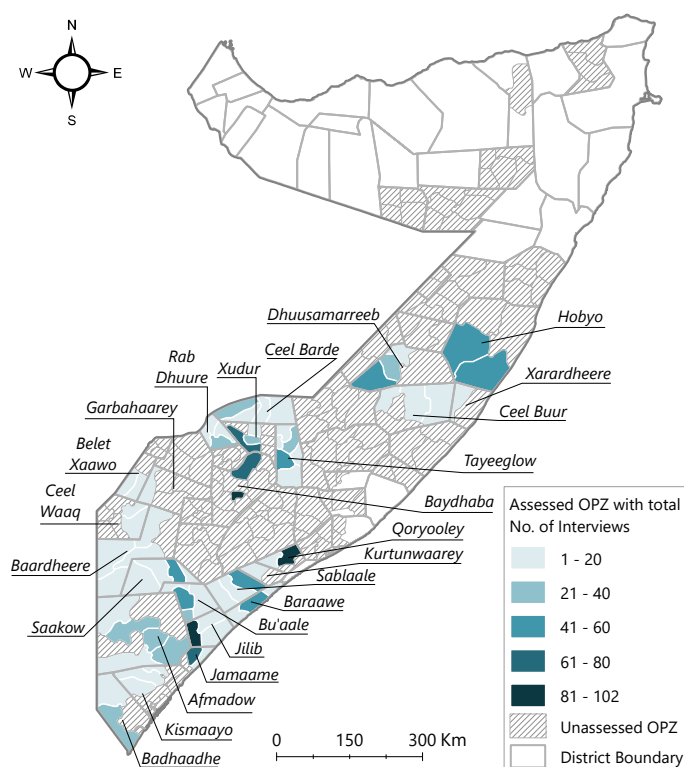 N
W E
S
Dhuusamarreeb
Hobyo
Rab
Dhuure
Xudur
Ceel Barde
Xarardheere
Garbahaarey
Ceel Buur
Belet
Xaawo
Tayeeglow
Ceel
Waaq
Baydhaba
Qoryooley
Baardheere
Kurtunwaarey
Sablaale
Baraawe
Saakow
Bu'aale
Jilib
Jamaame
Afmadow
Kismaayo
Badhaadhe
0 150 300 Km
Assessed OPZ with total
No. of Interviews
1 - 20
21 - 40
41 - 60
61 - 80
81 - 102
Unassessed OPZ
District Boundary